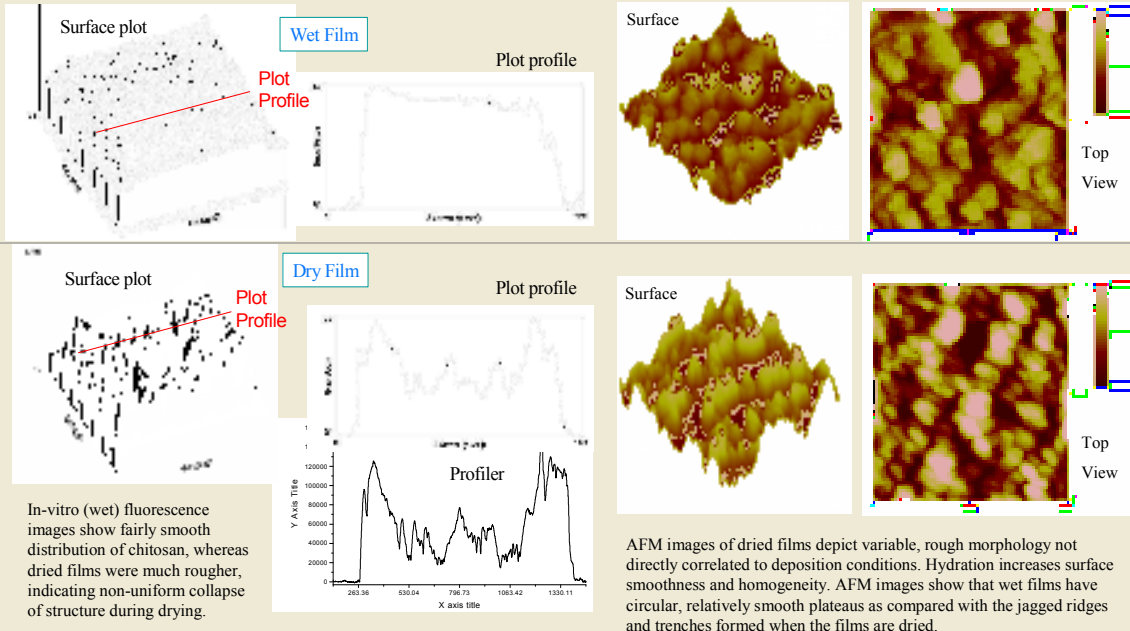 Surface plot
Wet Film
Plot
Profile
Plot profile
Surface
Top
View
Surface plot
Dry Film
Plot
Profile
Plot profile
Surface
Top
View
Profiler
Y Axis Title
120000
100000
80000
60000
40000
20000
0
263.36
530.04
796.73
1063.42
1330.11
X axis title
In-vitro (wet) fluorescence
images show fairly smooth
distribution of chitosan, whereas
dried films were much rougher,
indicating non-uniform collapse
of structure during drying.
AFM images of dried films depict variable, rough morphology not
directly correlated to deposition conditions. Hydration increases surface
smoothness and homogeneity. AFM images show that wet films have
circular, relatively smooth plateaus as compared with the jagged ridges
and trenches formed when the films are dried.